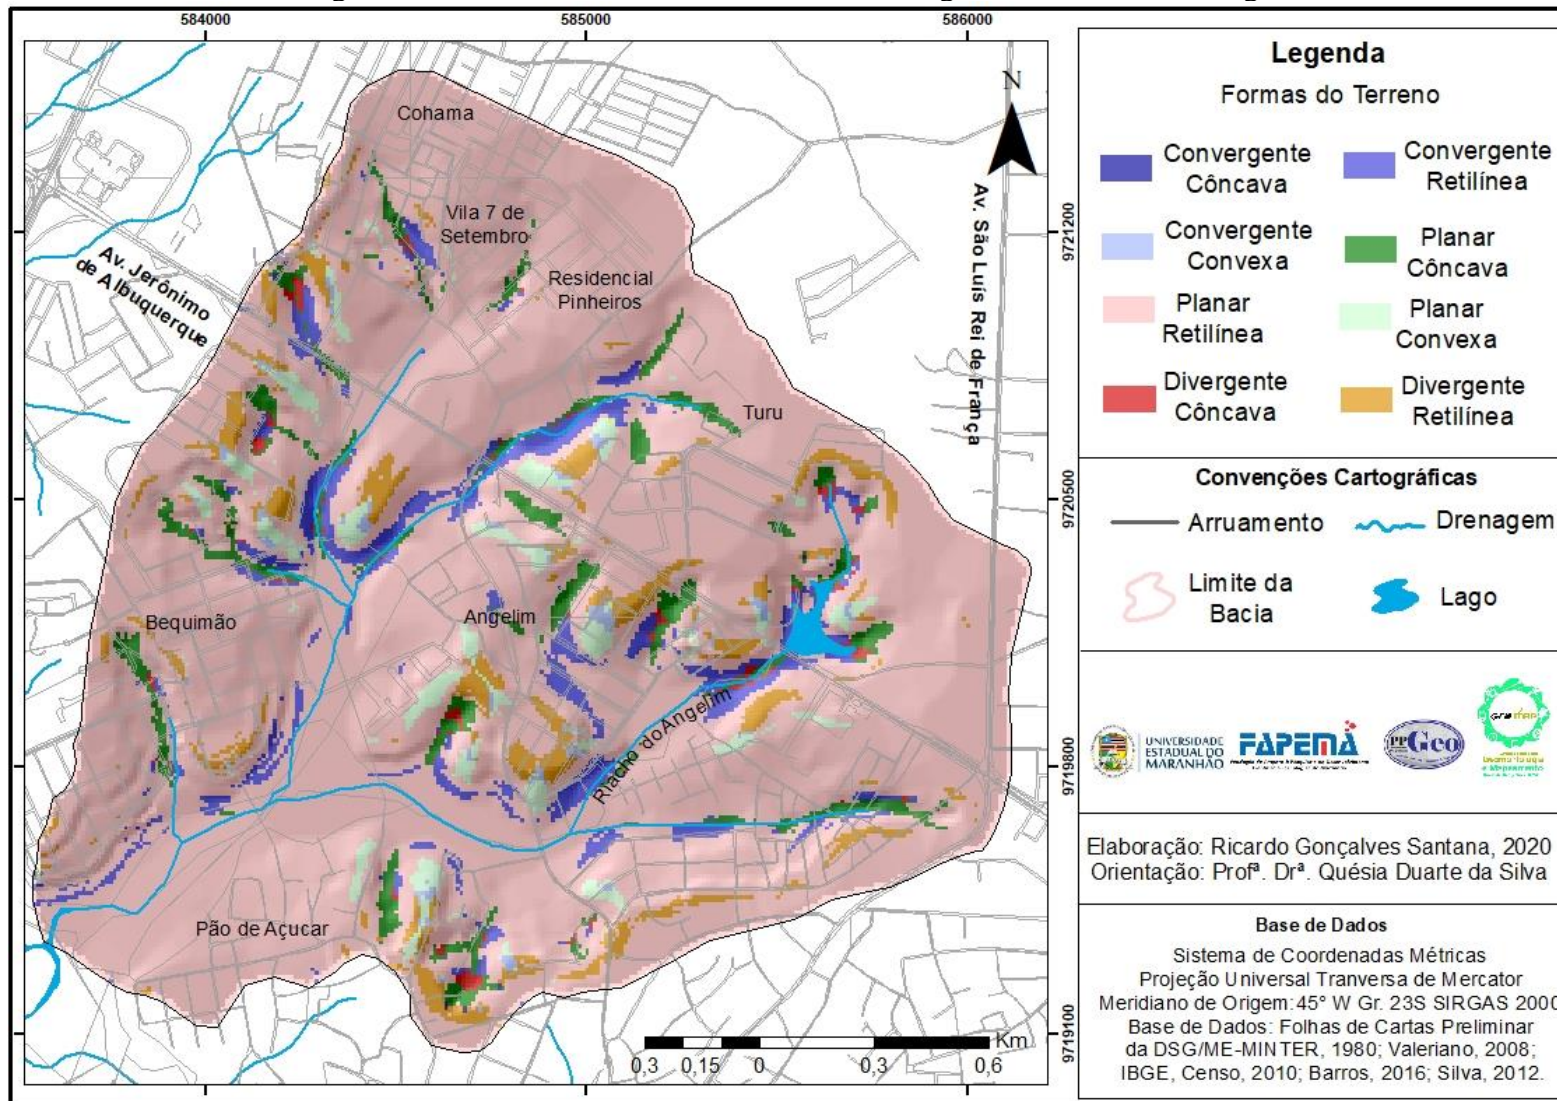 584000
585000
586000
9721200
9720500
9719800
9719100
N
Cohama
Vila 7 de
Setembro
Residencial
Pinheiros
Av. Jerônimo
de Albuquerque
Av. São Luís Rei de França
Turu
Angelim
Bequimão
Riacho do Angelim
Pão de Açucar
Km
0,3
0,15
0
0,3
0,6
Legenda
Formas do Terreno
Convergente
Côncava
Convergente
Retilínea
Convergente
Convexa
Planar
Côncava
Planar
Retilínea
Planar
Convexa
Divergente
Côncava
Divergente
Retilínea
Convenções Cartográficas
Arruamento
Drenagem
Limite da
Bacia
Lago
UNIVERSIDADE
ESTADUAL DO
MARANHÃO
FAPEMA
PPGeo
Elaboração: Ricardo Gonçalves Santana, 2020
Orientação: Profª. Drª. Quésia Duarte da Silva
Base de Dados
Sistema de Coordenadas Métricas
Projeção Universal Tranversa de Mercator
Meridiano de Origem: 45° W Gr. 23S SIRGAS 2000
Base de Dados: Folhas de Cartas Preliminar
da DSG/ME-MINTER, 1980; Valeriano, 2008;
IBGE, Censo, 2010; Barros, 2016; Silva, 2012.